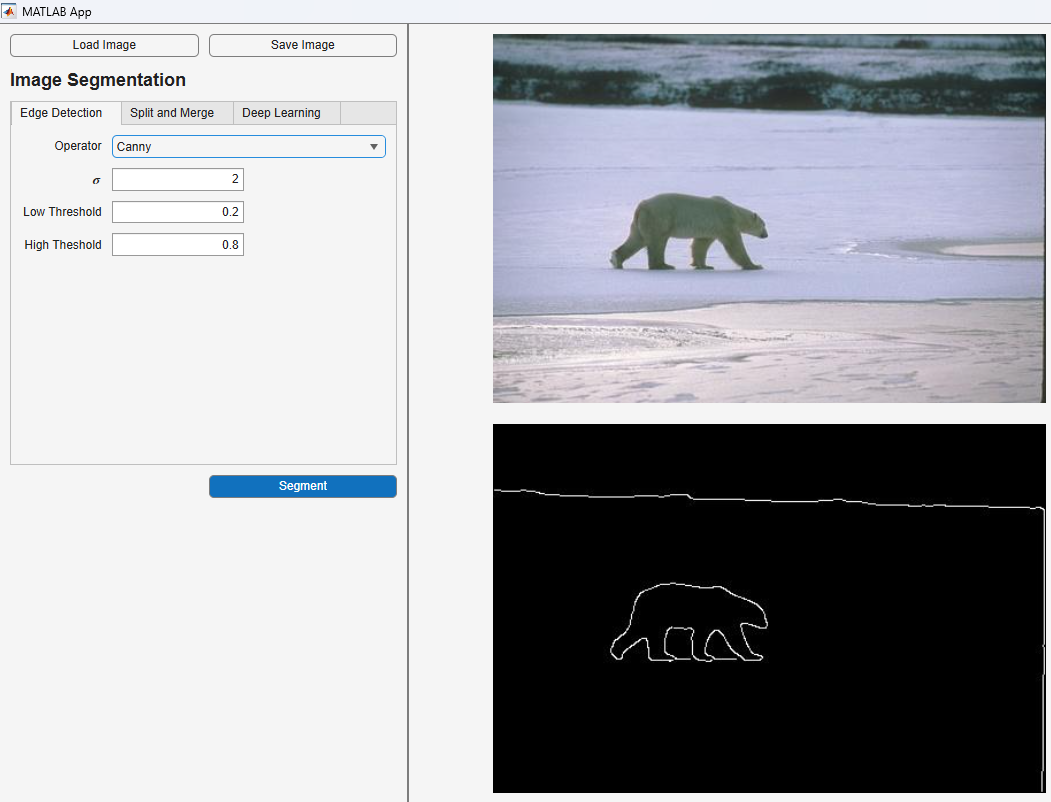 MATLAB App
Load Image Save Image
Image Segmentation
Edge Detection Split and Merge Deep Learning
Operator Canny
σ 2
Low Threshold 0.2
High Theshold 0.8
Segment